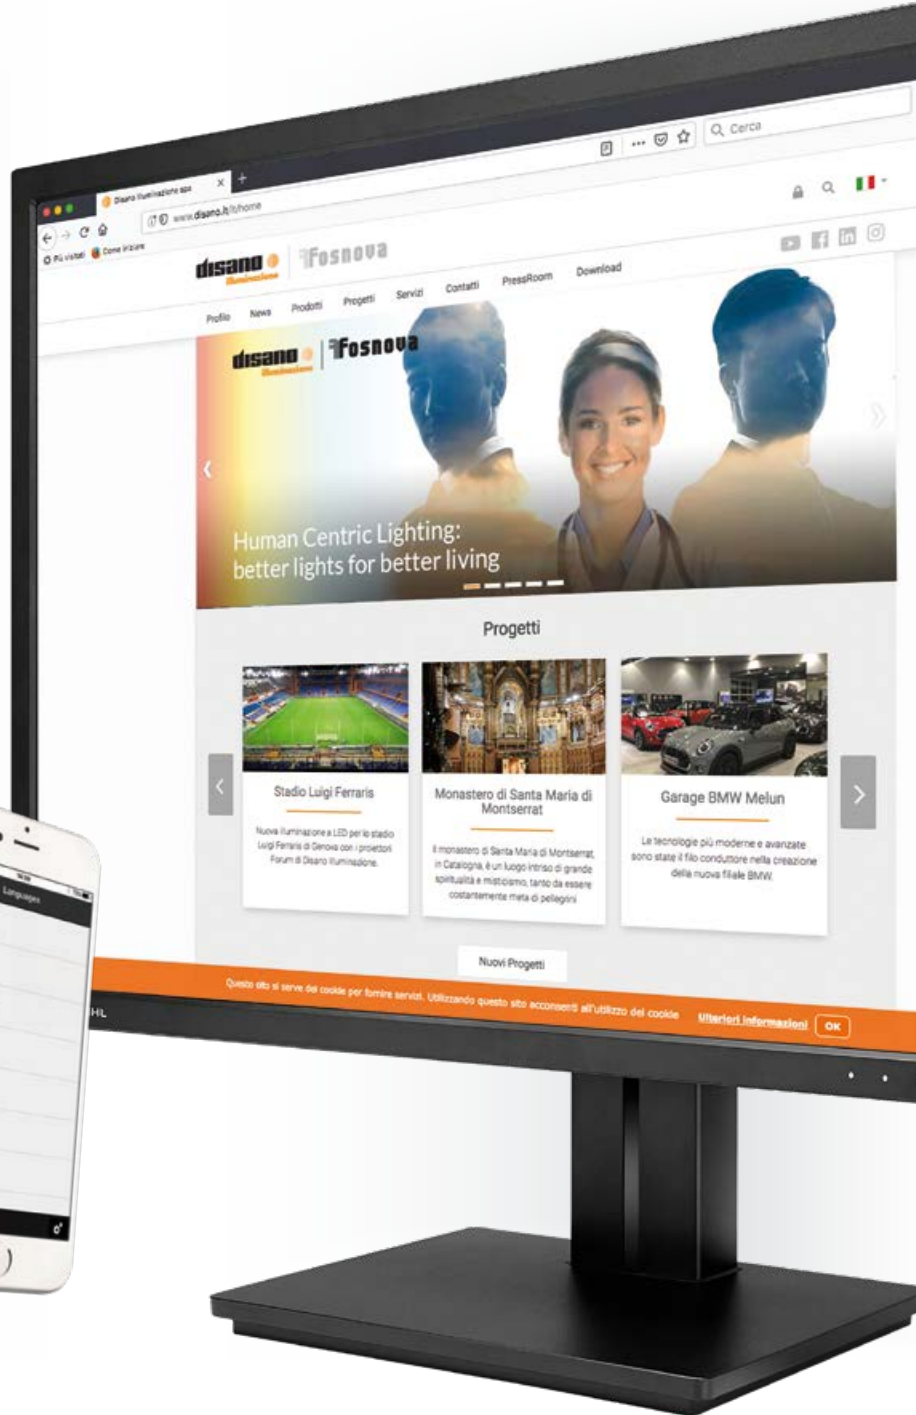 Disano Illuminazione spa
www.disano.it/it/home
Cerca
Più visitati
Come iniziare
disano
illuminazione
Fosnova
Profilo
News
Prodotti
Progetti
Servizi
Contatti
PressRoom
Download
disano
illuminazione
Fosnova
Human Centric Lighting:
better lights for better living
Progetti
Stadio Luigi Ferraris
Nuova illuminazione a LED per lo stadio
Luigi Ferraris di Genova con i proiettori
Forum di Disano Illuminazione.
Monastero di Santa Maria di
Montserrat
Il monastero di Santa Maria di Montserrat,
in Catalogna, è un luogo intriso di grande
spiritualità e misticismo, tanto da essere
costantemente meta di pellegrini
Garage BMW Melun
Le tecnologie più moderne e avanzate
sono state il filo conduttore nella creazione
della nuova filiale BMW.
Nuovi Progetti
Questo sito si serve dei cookie per fornire servizi. Utilizzando questo sito acconsenti all'utilizzo dei cookie
Ulteriori informazioni
OK
HL
Languages